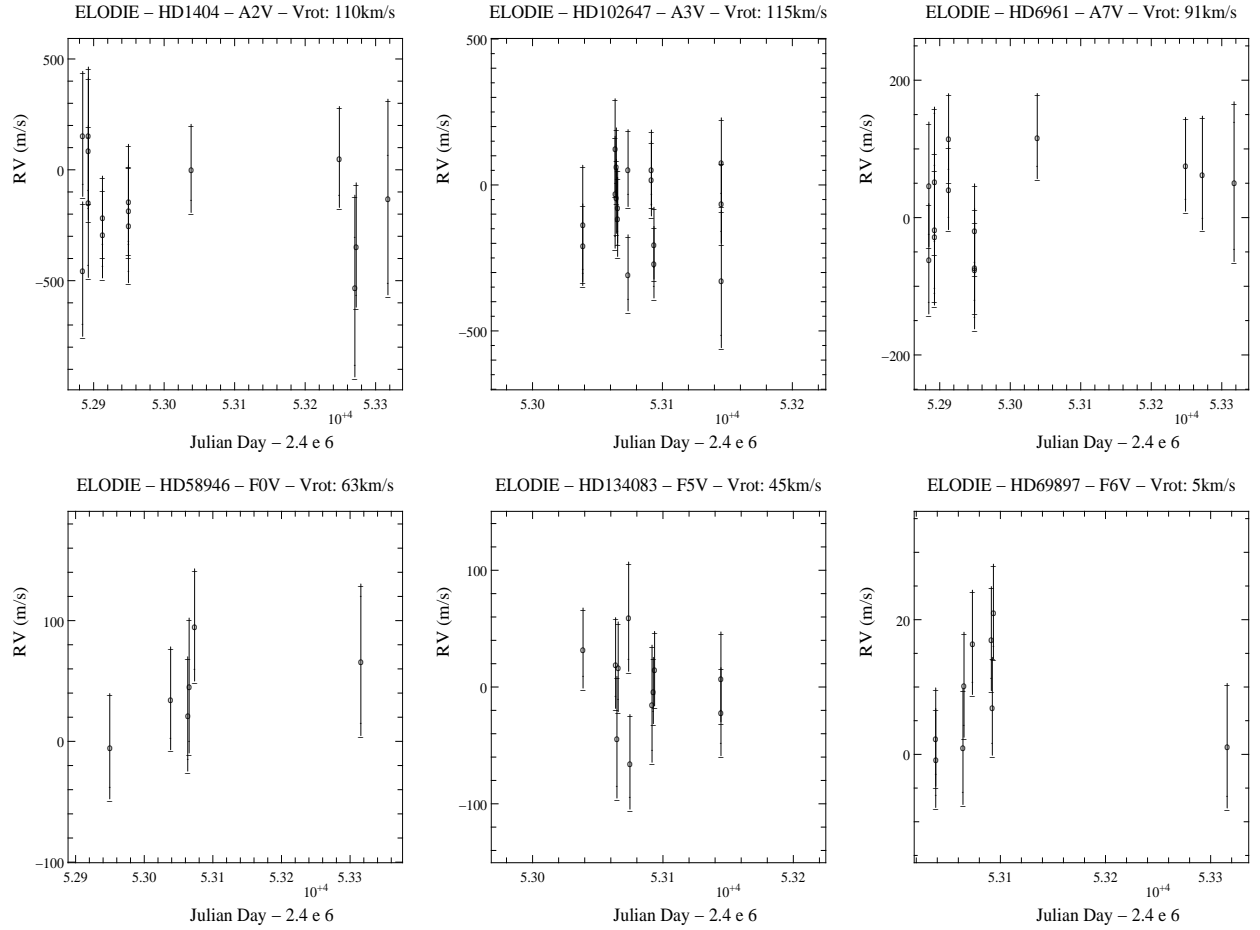 ELODIE – HD1404 – A2V – Vrot: 110km/s
500
0
−500
RV (m/s)
5.29 5.30 5.31 5.32 5.33
10+4
Julian Day – 2.4 e 6
ELODIE – HD102647 – A3V – Vrot: 115km/s
500
0
−500
RV (m/s)
5.30 5.31 5.32
10+4
Julian Day – 2.4 e 6
ELODIE – HD6961 – A7V – Vrot: 91km/s
200
0
−200
RV (m/s)
5.29 5.30 5.31 5.32 5.33
10+4
Julian Day – 2.4 e 6
ELODIE – HD58946 – F0V – Vrot: 63km/s
100
0
−100
RV (m/s)
5.29 5.30 5.31 5.32 5.33
10+4
Julian Day – 2.4 e 6
ELODIE – HD134083 – F5V – Vrot: 45km/s
100
0
−100
RV (m/s)
5.30 5.31 5.32
10+4
Julian Day – 2.4 e 6
ELODIE – HD69897 – F6V – Vrot: 5km/s
20
0
RV (m/s)
5.31 5.32 5.33
10+4
Julian Day – 2.4 e 6